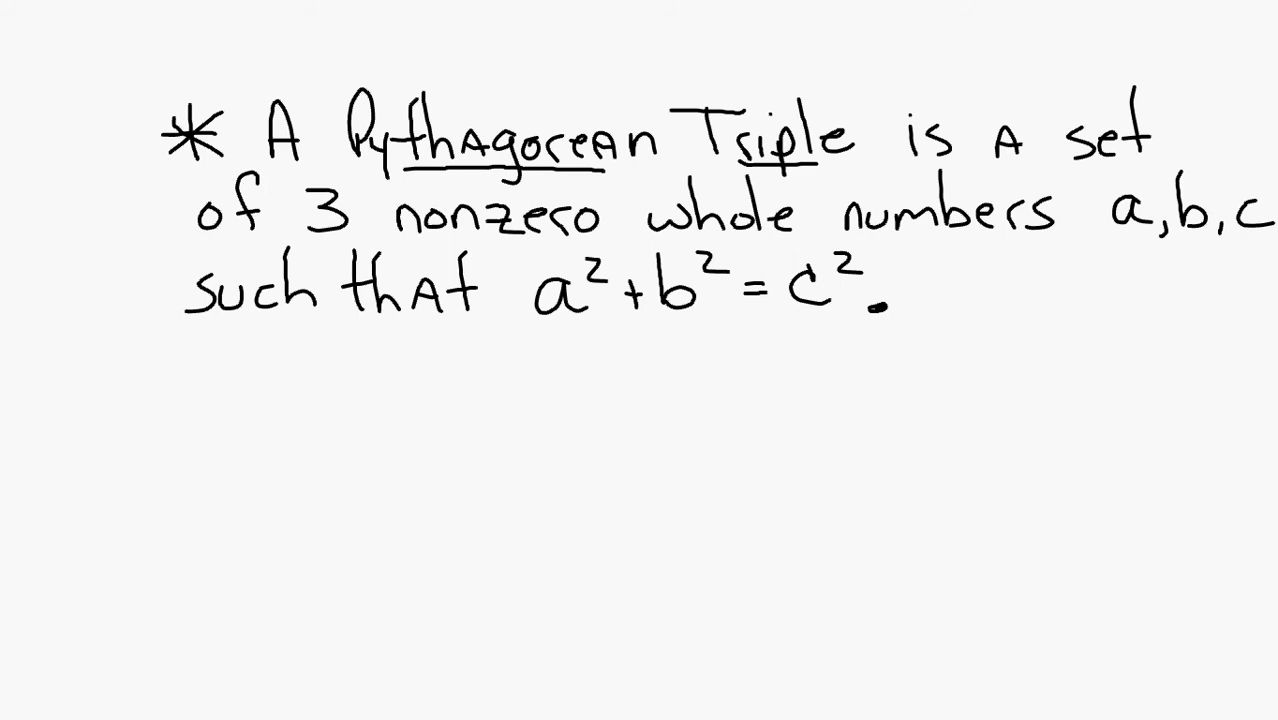 * A Pythagorean Triple is a set
of 3 nonzero whole numbers a, b, c
such that a² + b² = c².